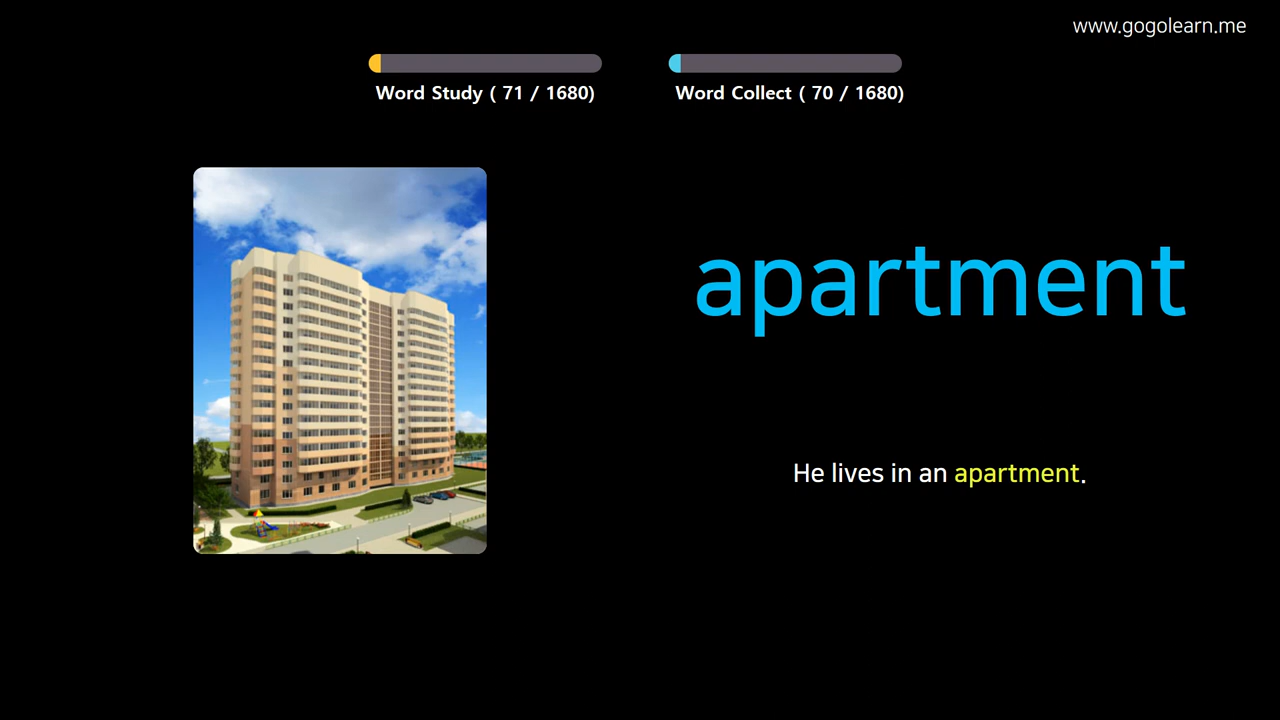 www.gogolearn.me
Word Study ( 71 / 1680)
Word Collect ( 70 / 1680)
apartment
He lives in an apartment.